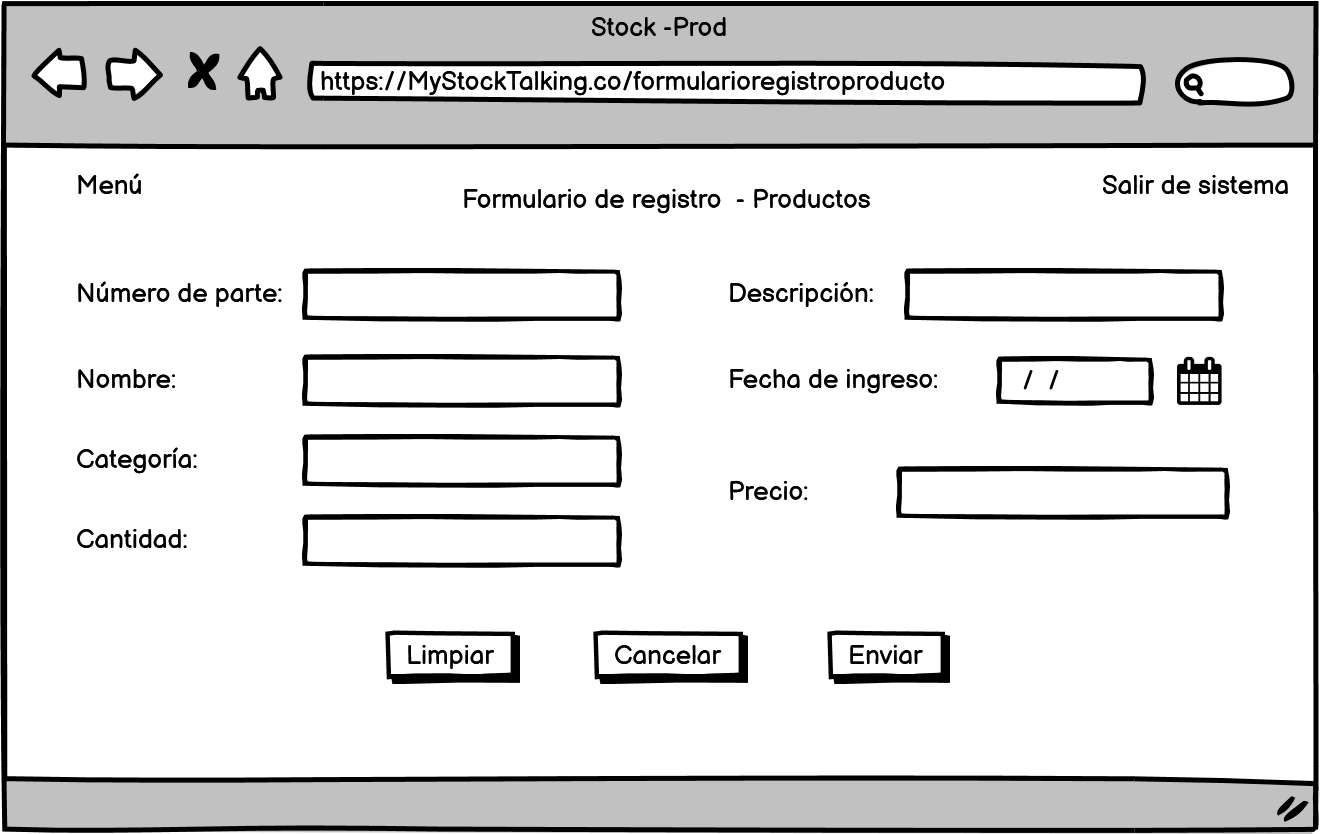 Stock -Prod
https://MyStockTalking.co/formularioregistroproducto
Menú
Formulario de registro - Productos
Salir de sistema
Número de parte:
Descripción:
Nombre:
Fecha de ingreso:
/ /
Categoría:
Precio:
Cantidad:
Limpiar
Cancelar
Enviar